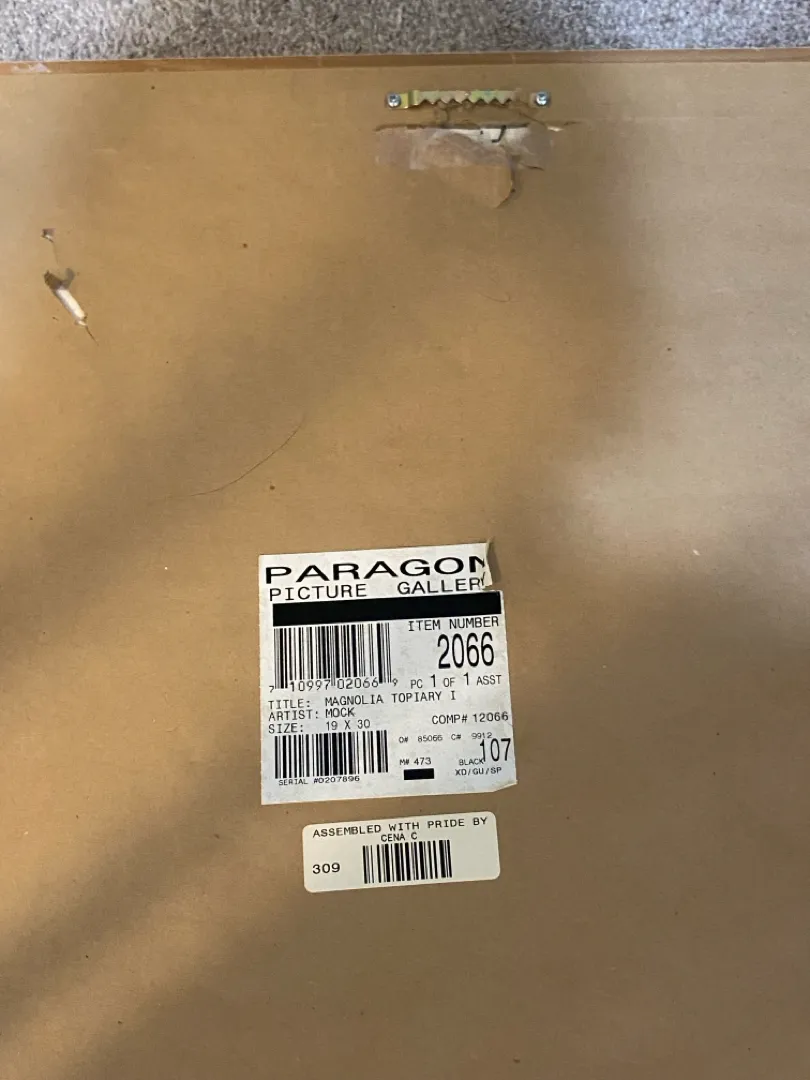 PARAGON
PICTURE GALLERY
ITEM NUMBER
2066
7 10997 02066 9
PC 1 OF 1 ASST
TITLE: MAGNOLIA TOPIARY I
ARTIST: MOCK
SIZE: 19 X 30
COMP# 12066
O# 85065 C# 9912
M# 473
BLACK 107
XD/GU/SP
SERIAL #0207896
ASSEMBLED WITH PRIDE BY
CENA C
309